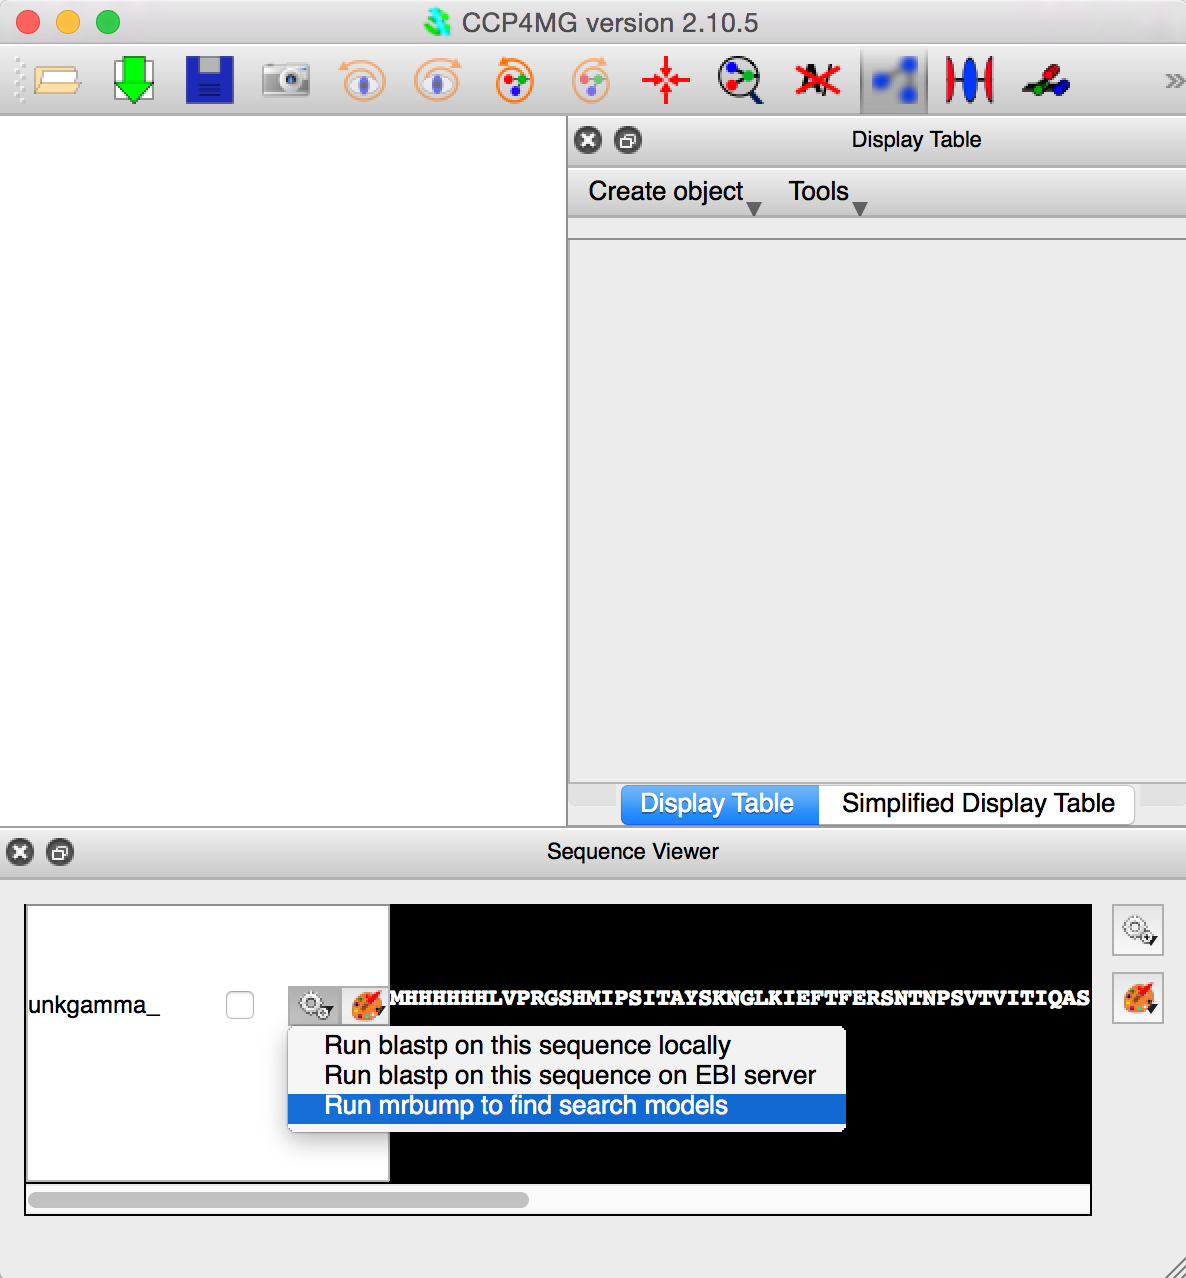 CCP4MG version 2.10.5
Display Table
Create object
Tools
Display Table
Simplified Display Table
Sequence Viewer
unkgamma_
MHHHHHHLVPRGSHMIPSITAYSKNGLKIEFTFERSNTNPSVTVITIQAS
Run blastp on this sequence locally
Run blastp on this sequence on EBI server
Run mrbump to find search models